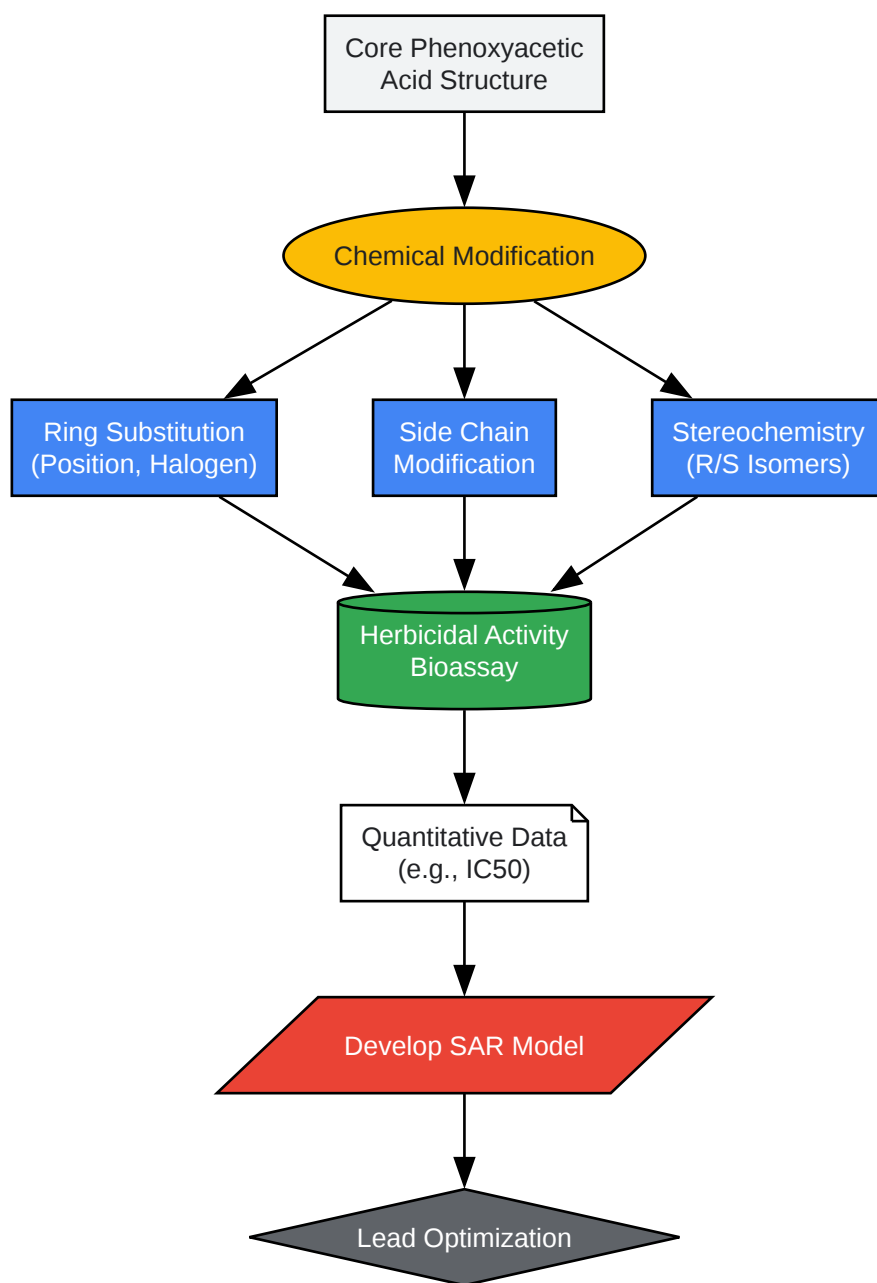 Core Phenoxyacetic
Acid Structure
Chemical Modification
Ring Substitution
(Position, Halogen)
Side Chain
Modification
Stereochemistry
(R/S Isomers)
Herbicidal Activity
Bioassay
Quantitative Data
(e.g., IC50)
Develop SAR Model
Lead Optimization